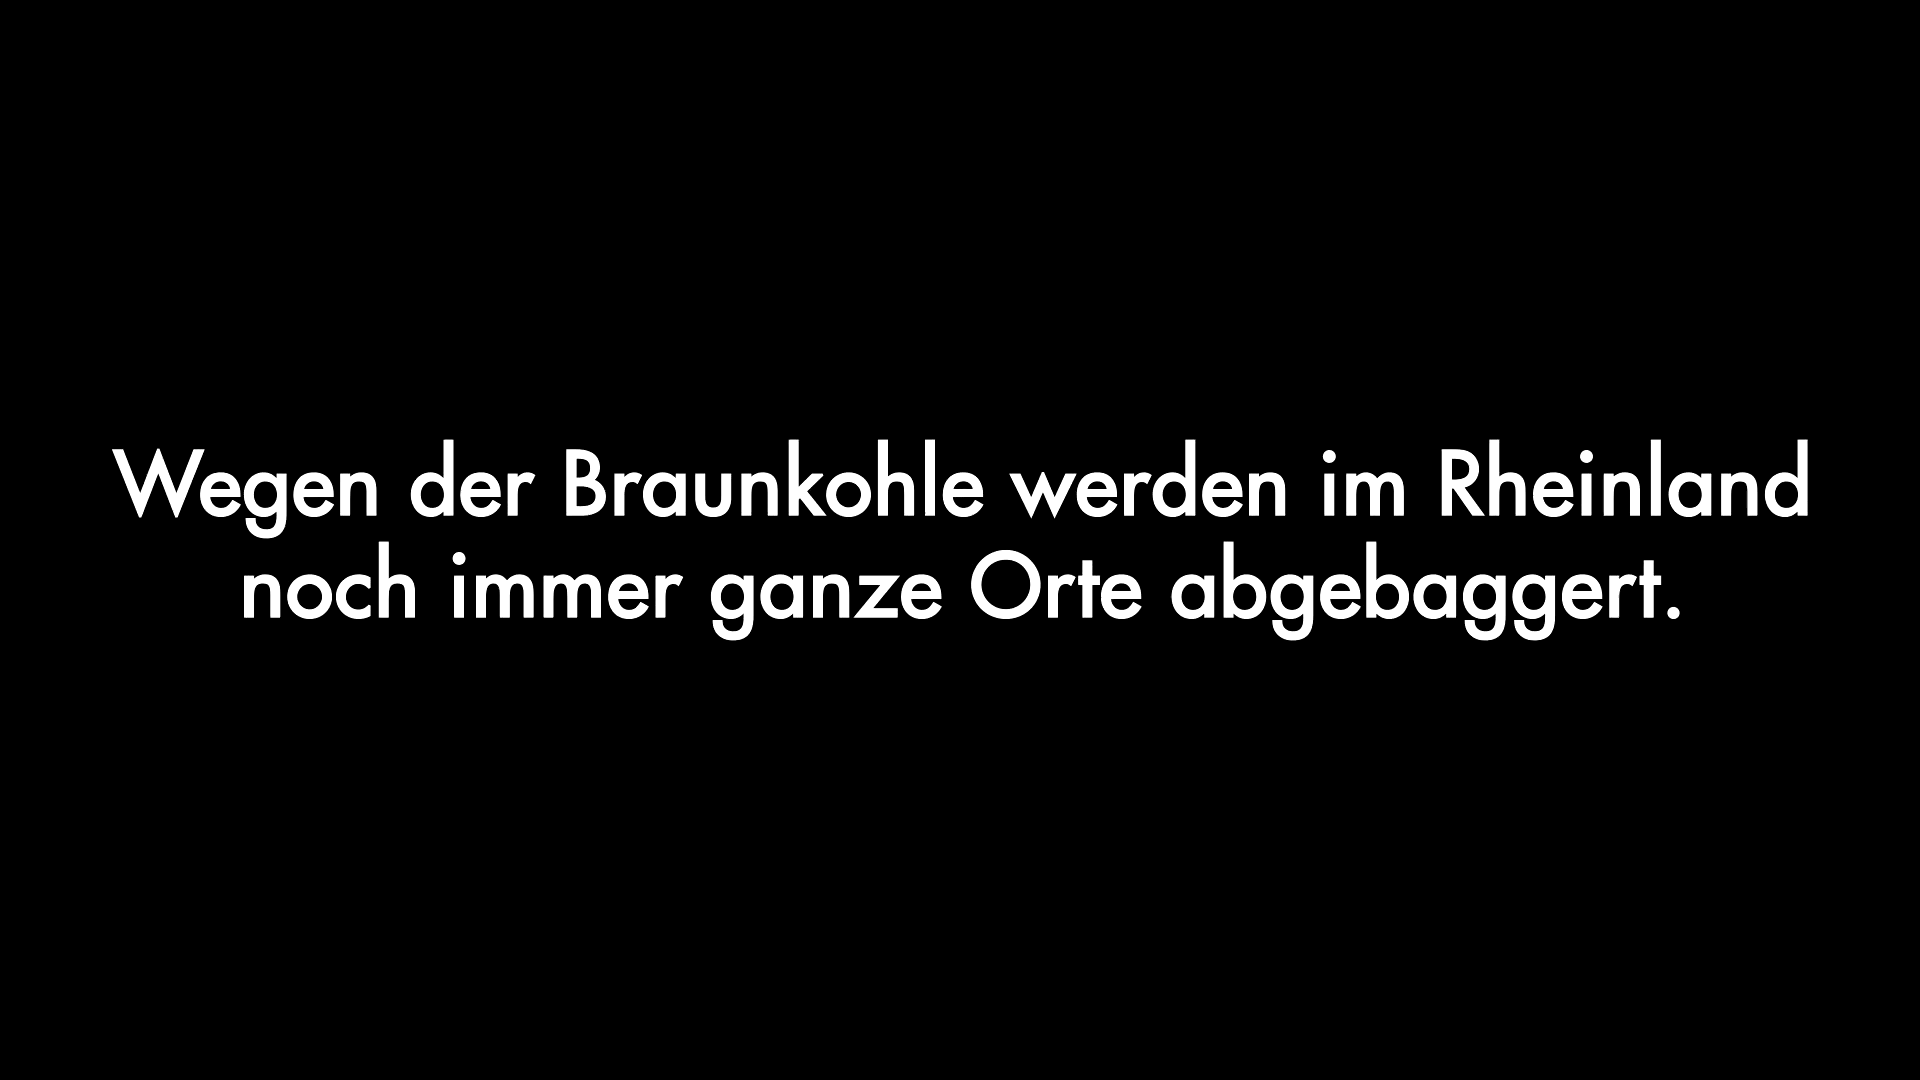 Wegen der Braunkohle werden im Rheinland
noch immer ganze Orte abgebaggert.